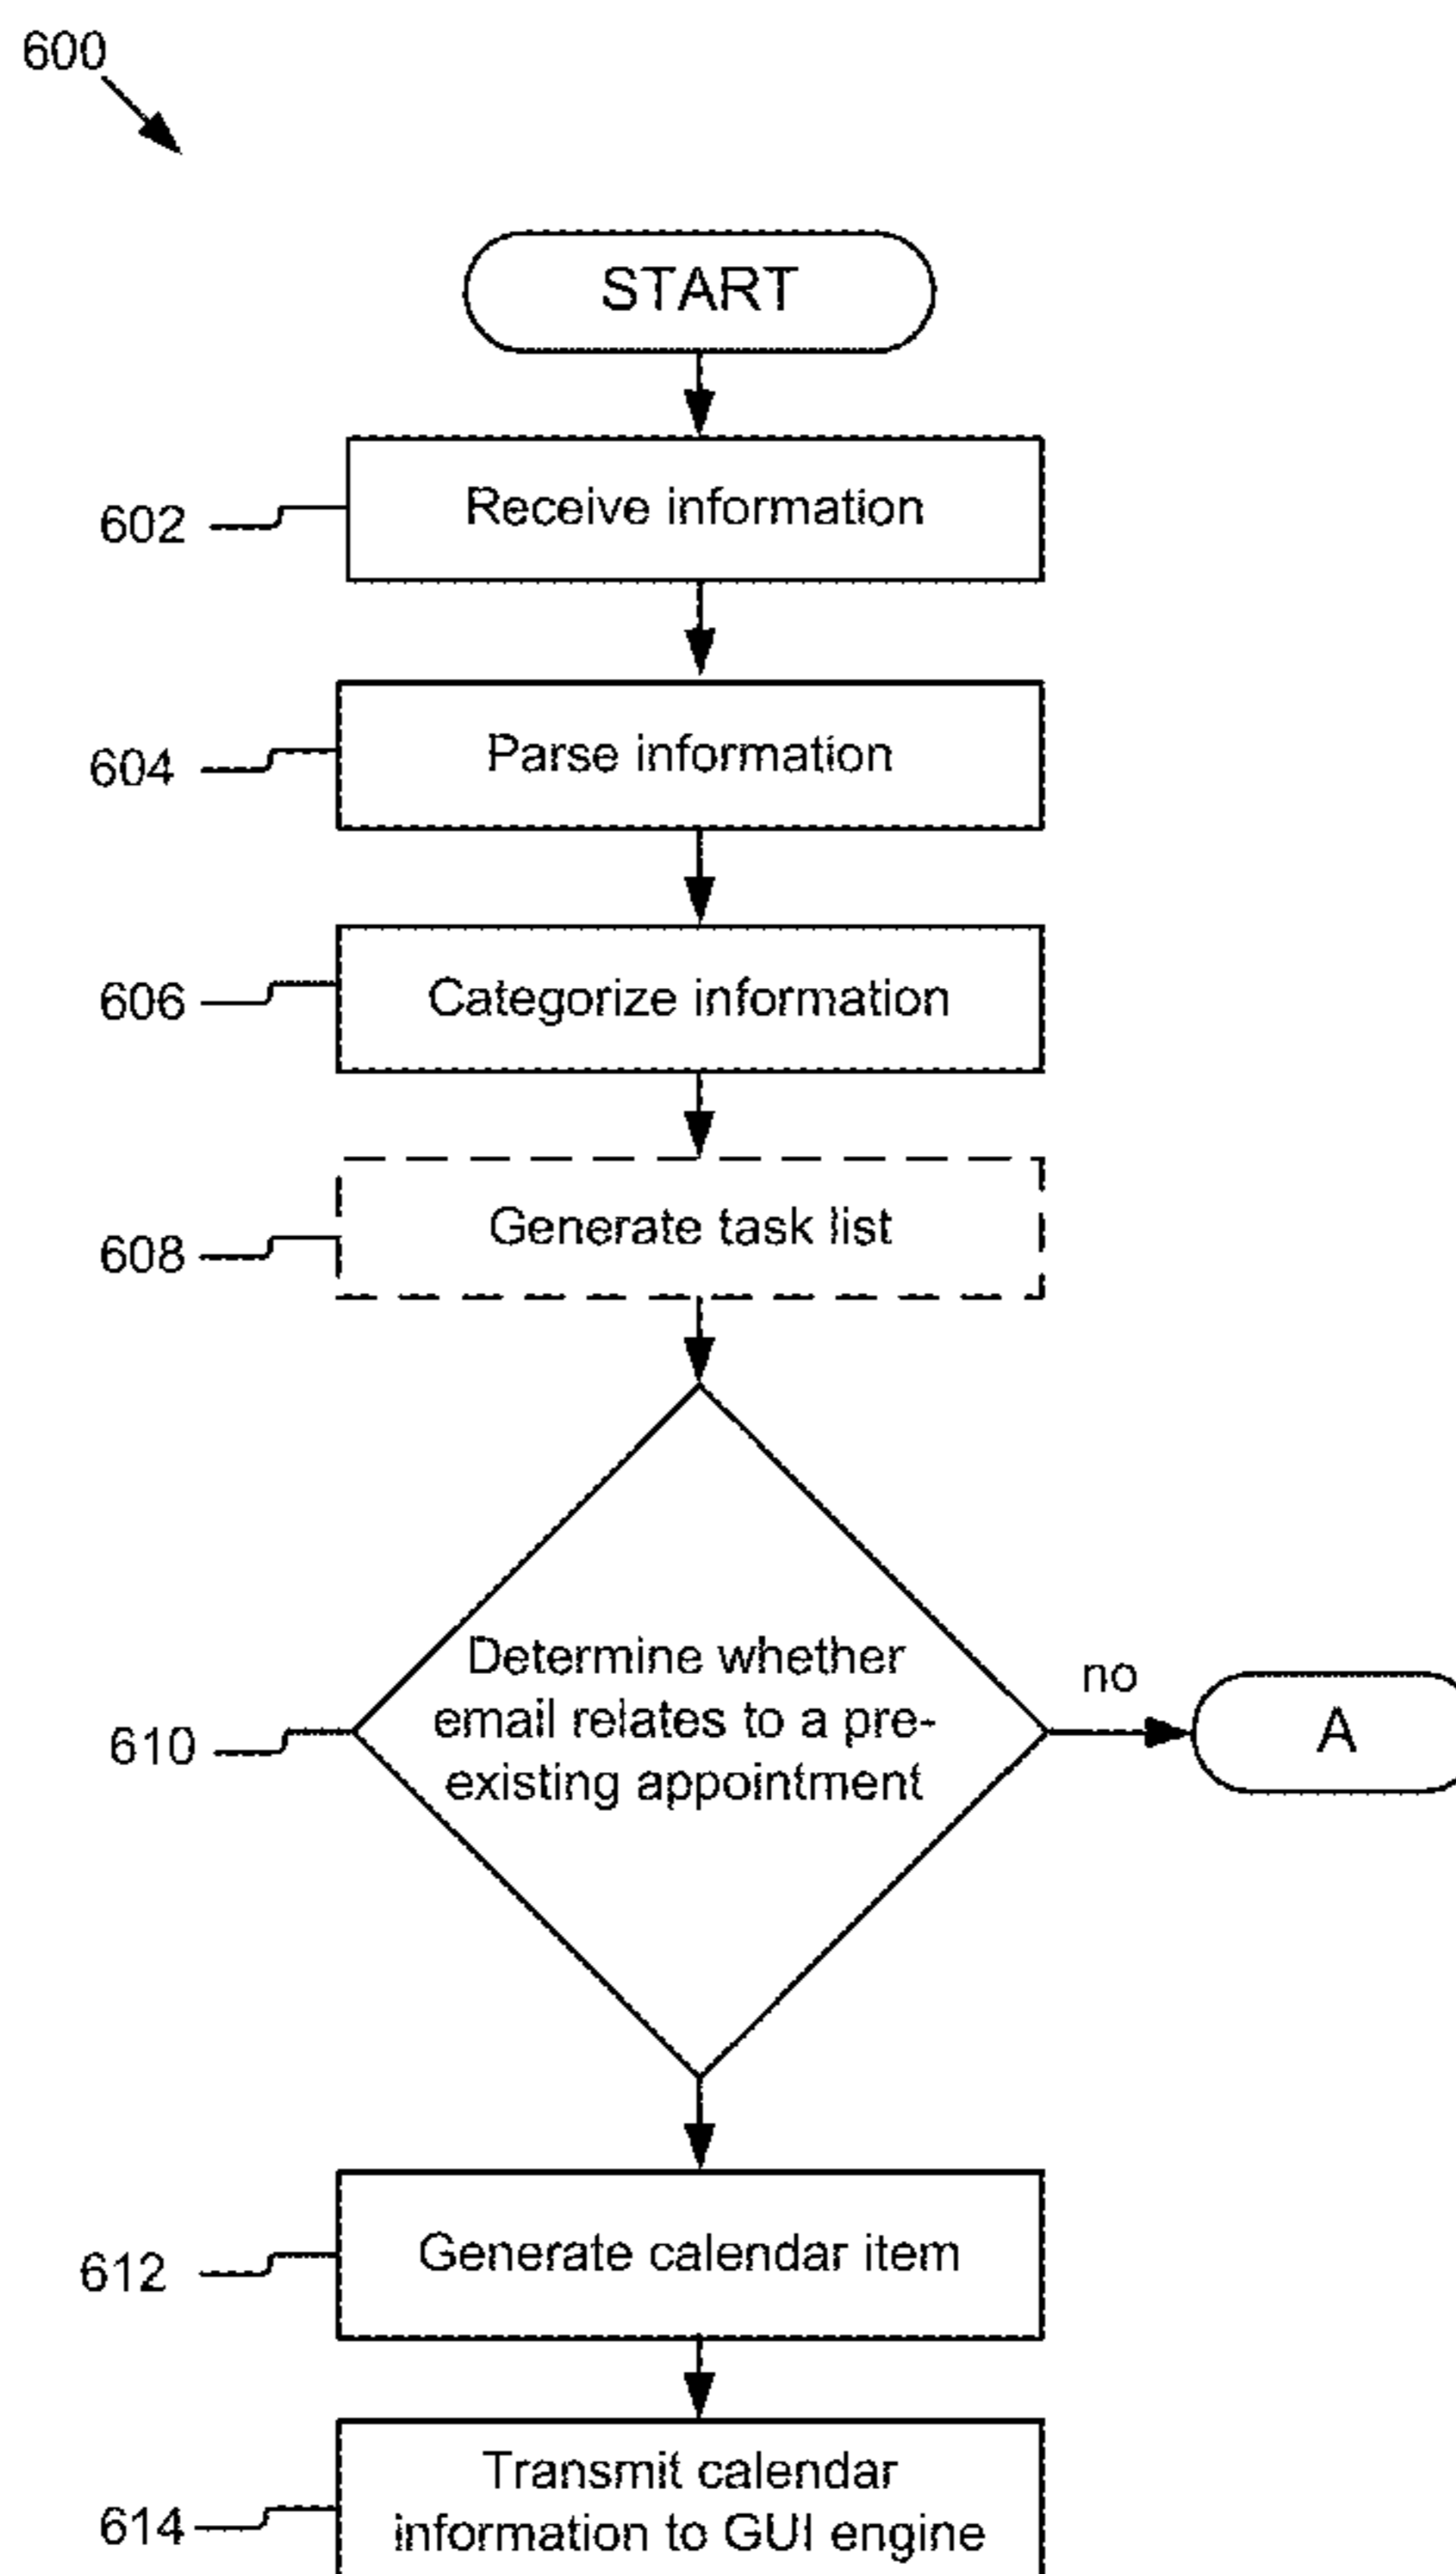 600
START
602
Receive information
604
Parse information
606
Categorize information
608
Generate task list
610
Determine whether
email relates to a pre-
existing appointment
no
A
612
Generate calendar item
614
Transmit calendar
information to GUI engine